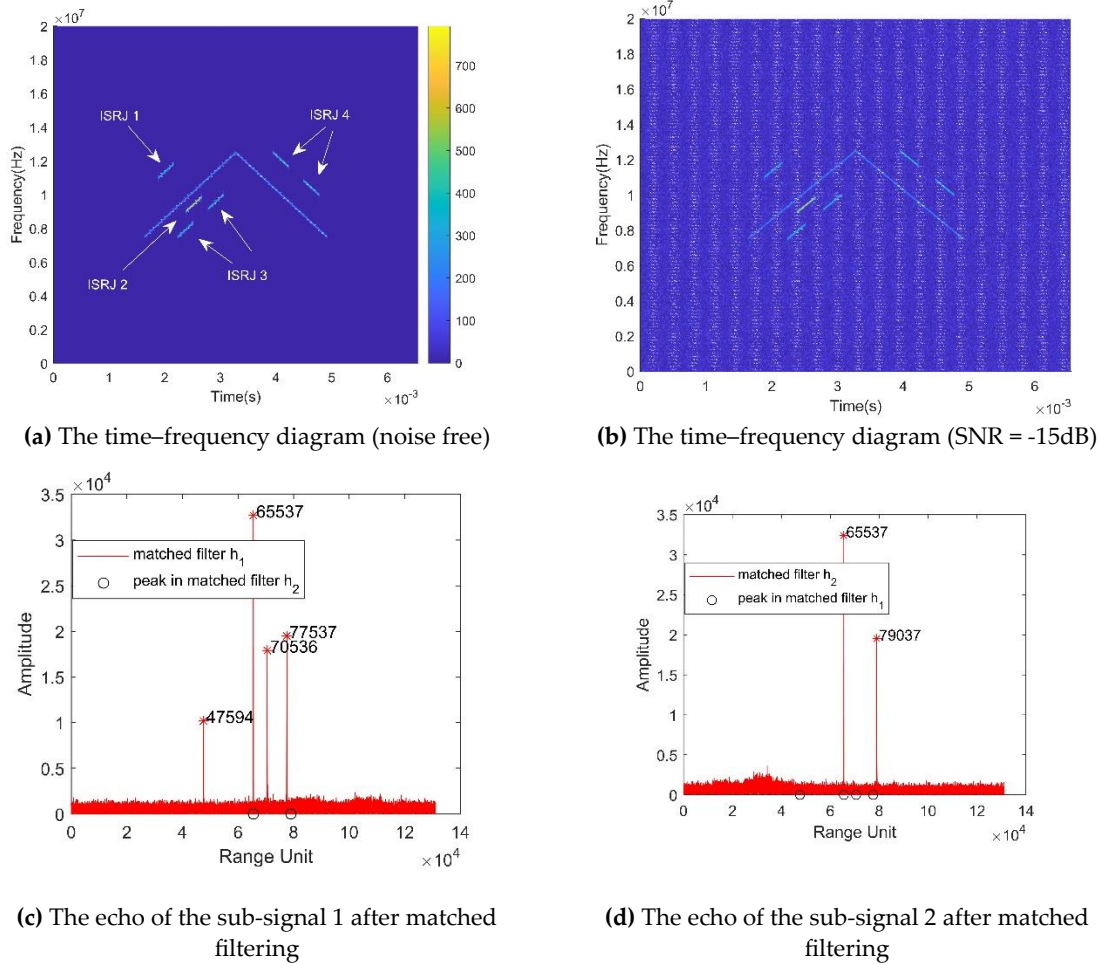 ×10⁷
2
1.8
1.6
1.4
1.2
1
0.8
0.6
0.4
0.2
0
Frequency(Hz)
ISRJ 1
ISRJ 4
ISRJ 2
ISRJ 3
0 1 2 3 4 5 6
Time(s)
×10⁻³
700
600
500
400
300
200
100
0
(a) The time–frequency diagram (noise free)
×10⁷
2
1.8
1.6
1.4
1.2
1
0.8
0.6
0.4
0.2
0
Frequency(Hz)
0 1 2 3 4 5 6
Time(s)
×10⁻³
(b) The time–frequency diagram (SNR = -15dB)
×10⁴
3.5
3
2.5
2
1.5
1
0.5
0
Amplitude
65537
matched filter h₁
peak in matched filter h₂
77537
70536
47594
0 2 4 6 8 10 12 14
Range Unit
×10⁴
(c) The echo of the sub-signal 1 after matched
filtering
×10⁴
3.5
3
2.5
2
1.5
1
0.5
0
Amplitude
65537
matched filter h₂
peak in matched filter h₁
79037
0 2 4 6 8 10 12 14
Range Unit
×10⁴
(d) The echo of the sub-signal 2 after matched
filtering